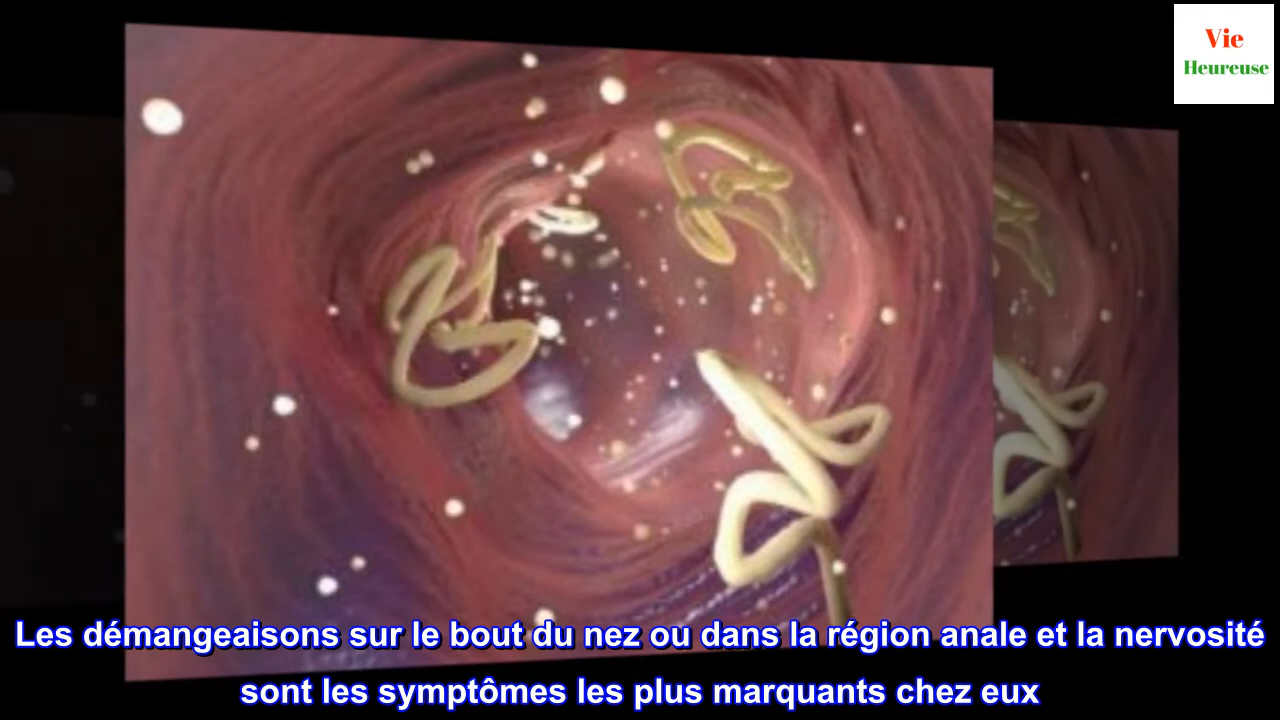 Vie
Heureuse
Les démangeaisons sur le bout du nez ou dans la région anale et la nervosité
sont les symptômes les plus marquants chez eux